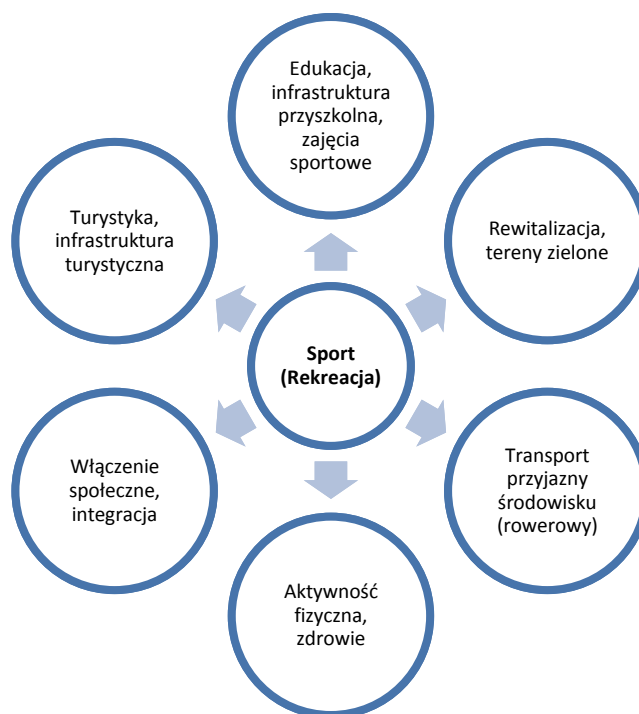 Edukacja,
infrastruktura
przyszkolna,
zajęcia
sportowe
Rewitalizacja,
tereny zielone
Transport
przyjazny
środowisku
(rowerowy)
Aktywność
fizyczna,
zdrowie
Włączenie
społeczne,
integracja
Turystyka,
infrastruktura
turystyczna
Sport
(Rekreacja)